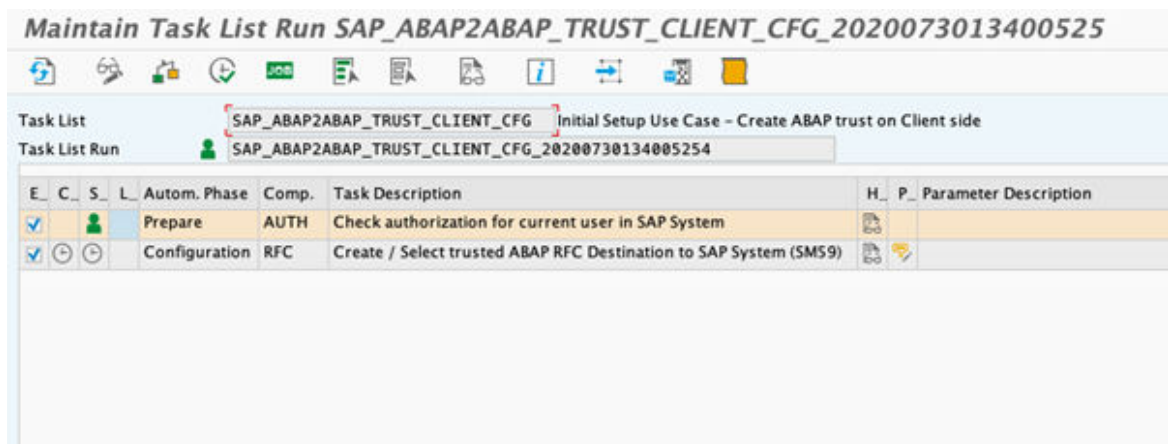 Maintain Task List Run SAP_ABAP2ABAP_TRUST_CLIENT_CFG_2020073013400525
JOB
Task List SAP_ABAP2ABAP_TRUST_CLIENT_CFG Initial Setup Use Case – Create ABAP trust on Client side
Task List Run SAP_ABAP2ABAP_TRUST_CLIENT_CFG_20200730134005254
E_ C_ S_ L_ Autom. Phase Comp. Task Description H_ P_ Parameter Description
Prepare AUTH Check authorization for current user in SAP System
Configuration RFC Create / Select trusted ABAP RFC Destination to SAP System (SM59)